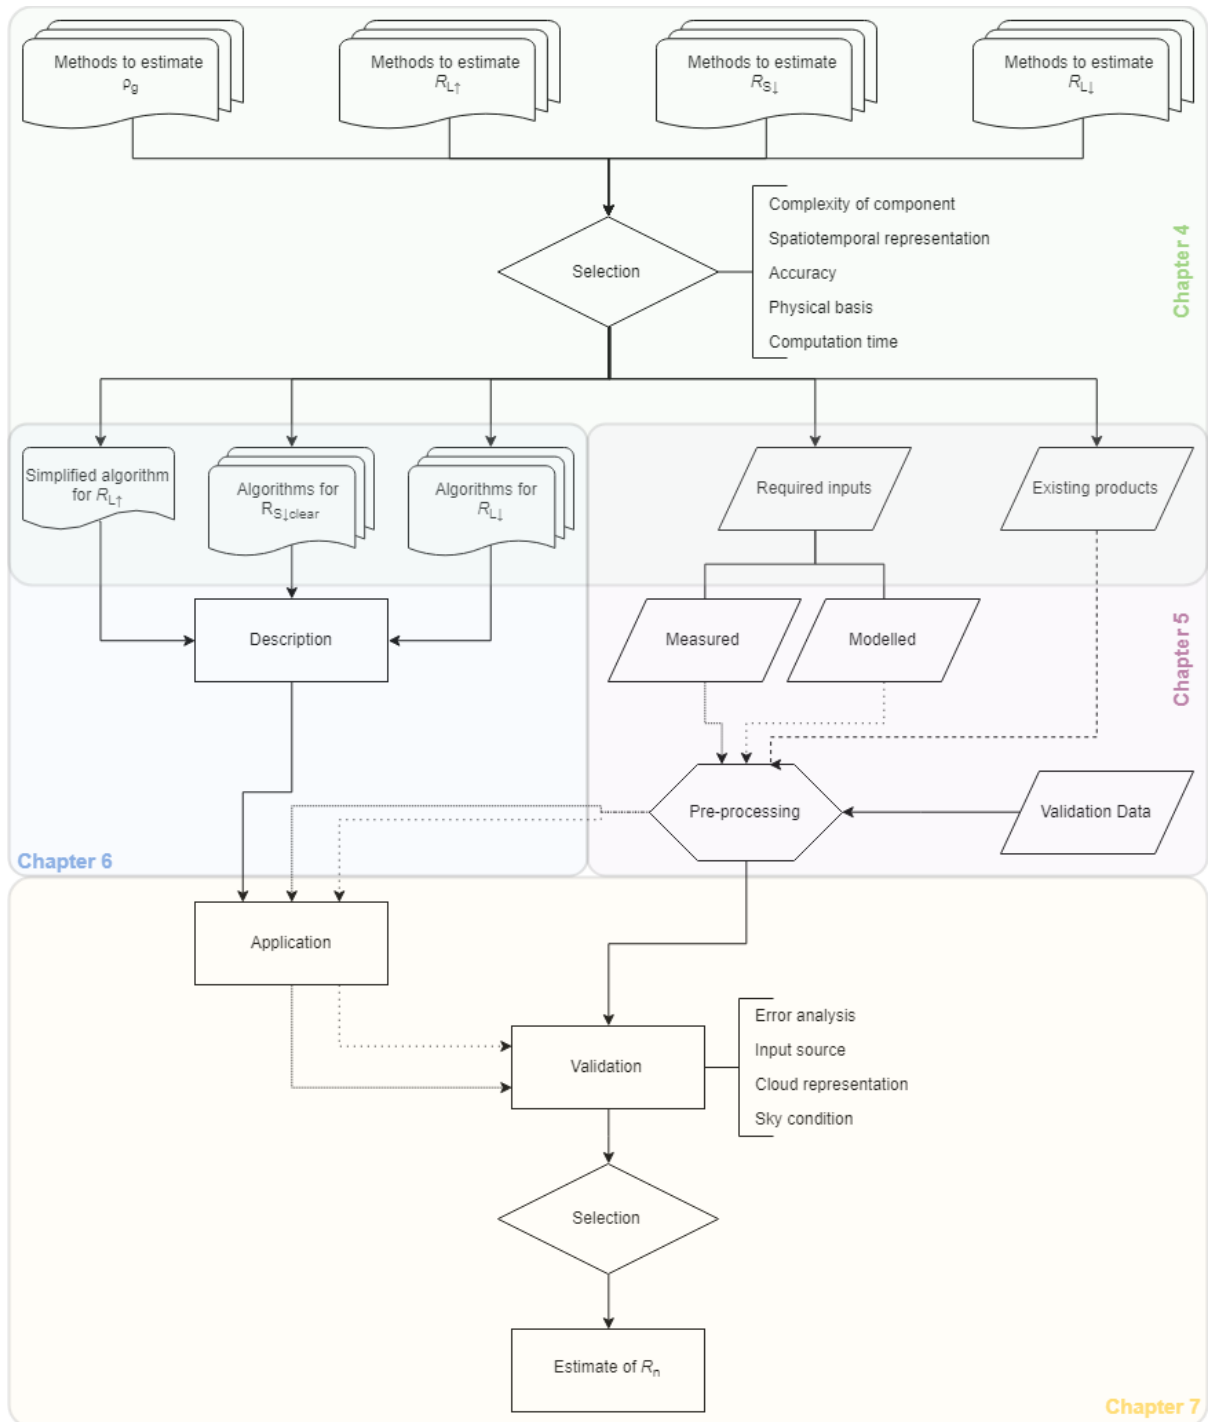 Methods to estimate
ρg
Methods to estimate
RL↑
Methods to estimate
RS↓
Methods to estimate
RL↓
Selection
Complexity of component
Spatiotemporal representation
Accuracy
Physical basis
Computation time
Chapter 4
Simplified algorithm
for RL↑
Algorithms for
RS↓clear
Algorithms for
RL↓
Required inputs
Existing products
Description
Measured
Modelled
Chapter 5
Pre-processing
Validation Data
Chapter 6
Application
Validation
Error analysis
Input source
Cloud representation
Sky condition
Selection
Estimate of Rn
Chapter 7